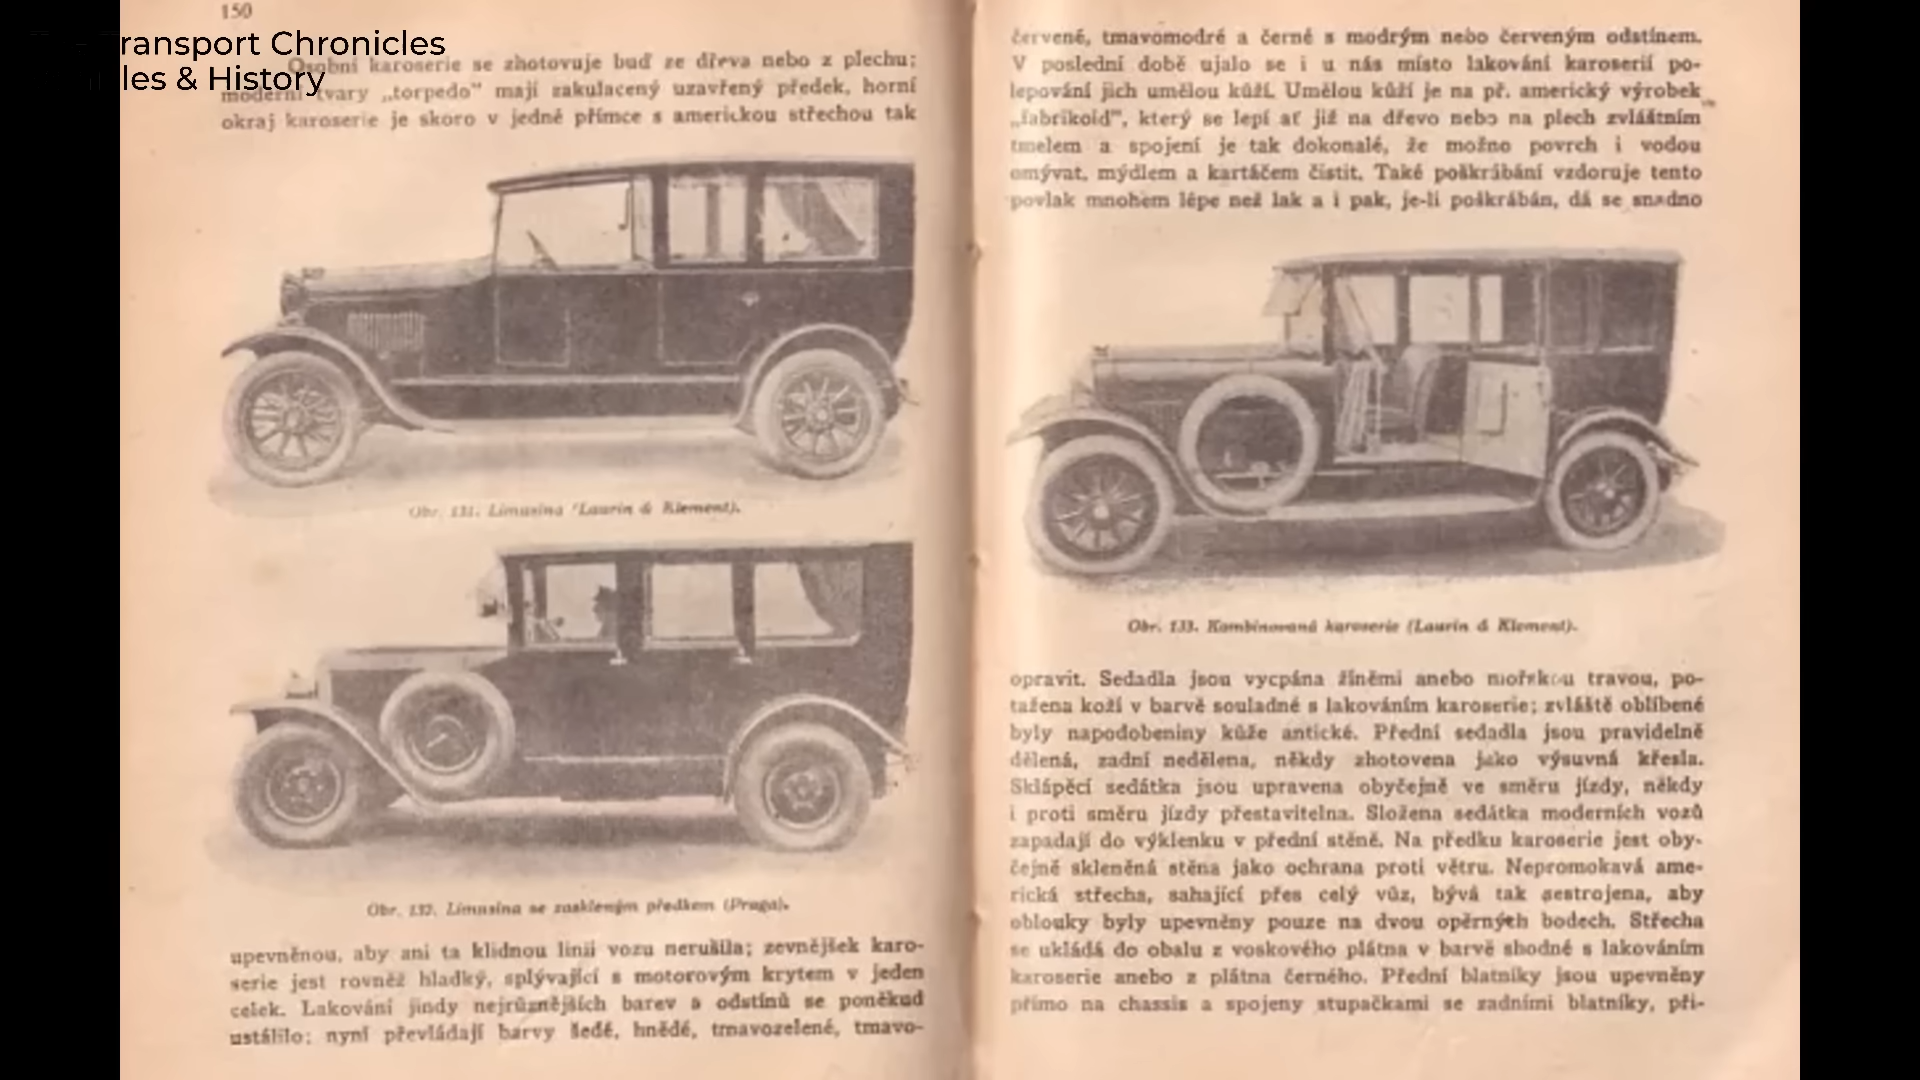 ransport Chronicles
les & History
150
Osobní karoserie se zhotovuje buď ze dřeva nebo z plechu;
moderní tvary „torpedo" mají zakulacený uzavřený předek, horní
okraj karoserie je skoro v jedné přímce s americkou střechou tak
Obr. 131. Limusina (Laurin & Klement).
Obr. 132. Limusina se zaskleným předkem (Praga).
upevněnou, aby ani ta klidnou linii vozu nerušila; zevnějšek karo-
serie jest rovněž hladký, splývající s motorovým krytem v jeden
celek. Lakování jindy nejrůznějších barev a odstínů se poněkud
ustálilo; nyní převládají barvy šedé, hnědé, tmavozelené, tmavo-
červené, tmavomodré a černé s modrým nebo červeným odstínem.
V poslední době ujalo se i u nás místo lakování karoserií po-
lepování jich umělou kůží. Umělou kůží je na př. americký výrobek
„fabrikoid", který se lepí ať již na dřevo nebo na plech zvláštním
tmelem a spojení je tak dokonalé, že možno povrch i vodou
omývat, mýdlem a kartáčem čistit. Také poškrábání vzdoruje tento
povlak mnohem lépe než lak a i pak, je-li poškrábán, dá se snadno
Obr. 133. Kombinovaná karoserie (Laurin & Klement).
opravit. Sedadla jsou vycpána žíněmi anebo mořskou travou, po-
tažena koží v barvě souladné s lakováním karoserie; zvláště oblíbené
byly napodobeniny kůže antické. Přední sedadla jsou pravidelně
dělená, zadní nedělena, někdy zhotovena jako výsuvná křesla.
Sklápěcí sedátka jsou upravena obyčejně ve směru jízdy, někdy
i proti směru jízdy přestavitelna. Složena sedátka moderních vozů
zapadají do výklenku v přední stěně. Na předku karoserie jest oby-
čejně skleněná stěna jako ochrana proti větru. Nepromokavá ame-
rická střecha, sahající přes celý vůz, bývá tak sestrojena, aby
oblouky byly upevněny pouze na dvou opěrných bodech. Střecha
se ukládá do obalu z voskového plátna v barvě shodné s lakováním
karoserie anebo z plátna černého. Přední blatníky jsou upevněny
přímo na chassis a spojeny stupačkami se zadními blatníky, při-